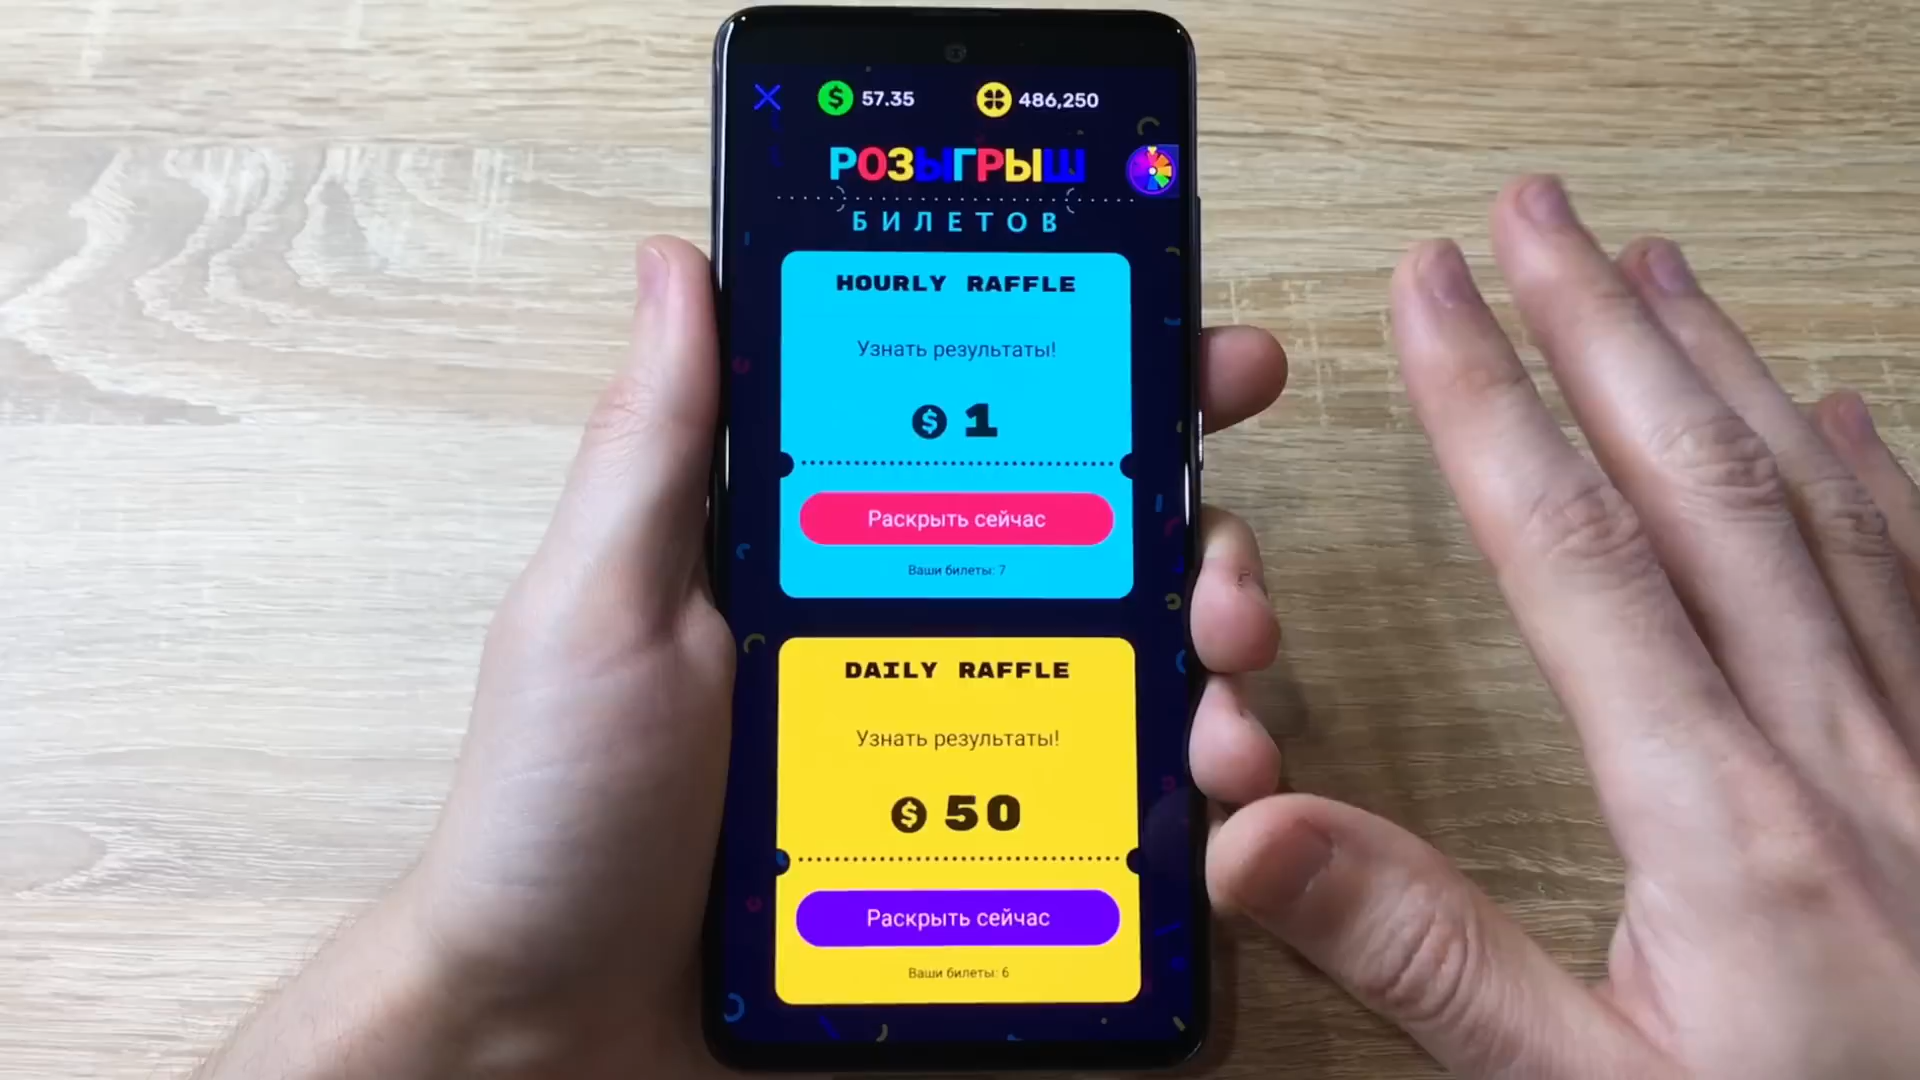 57.35
486,250
РОЗЫГРЫШ
БИЛЕТОВ
HOURLY RAFFLE
Узнать результаты!
$ 1
Раскрыть сейчас
Ваши билеты: 7
DAILY RAFFLE
Узнать результаты!
$ 50
Раскрыть сейчас
Ваши билеты: 6